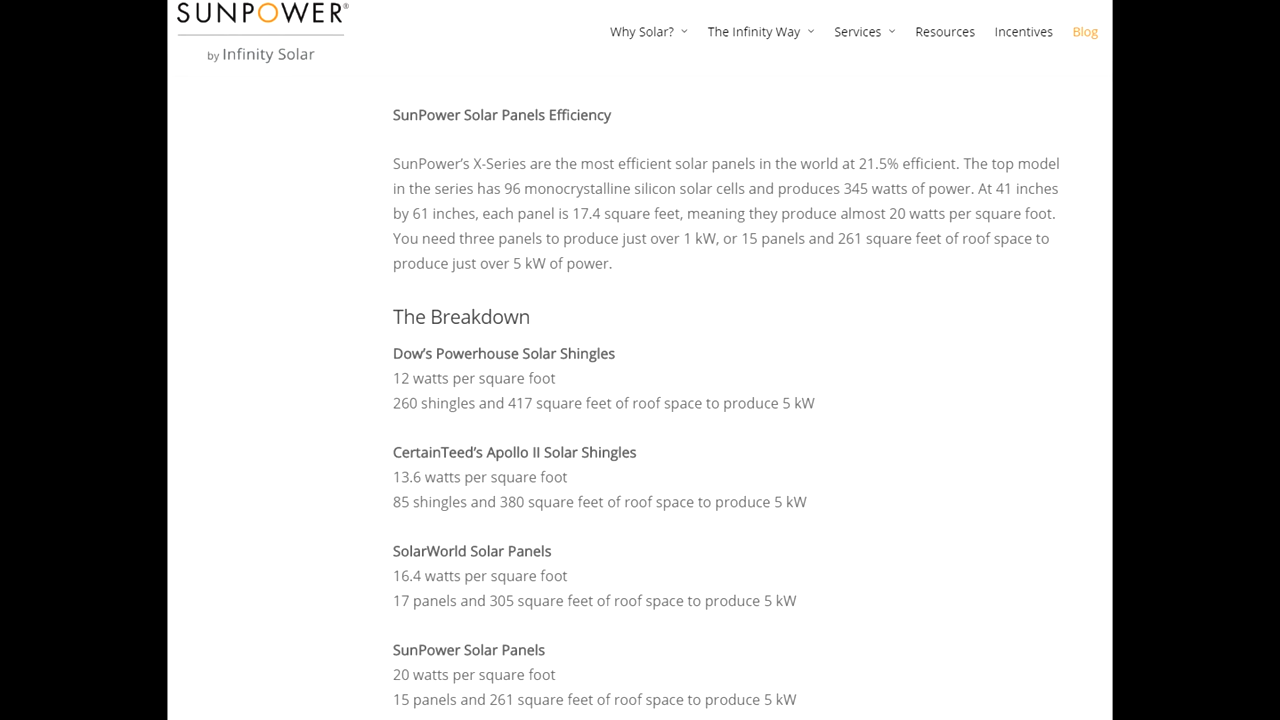 SUNPOWER®
by Infinity Solar
Why Solar? The Infinity Way Services Resources Incentives Blog
SunPower Solar Panels Efficiency
SunPower’s X-Series are the most efficient solar panels in the world at 21.5% efficient. The top model
in the series has 96 monocrystalline silicon solar cells and produces 345 watts of power. At 41 inches
by 61 inches, each panel is 17.4 square feet, meaning they produce almost 20 watts per square foot.
You need three panels to produce just over 1 kW, or 15 panels and 261 square feet of roof space to
produce just over 5 kW of power.
The Breakdown
Dow’s Powerhouse Solar Shingles
12 watts per square foot
260 shingles and 417 square feet of roof space to produce 5 kW
CertainTeed’s Apollo II Solar Shingles
13.6 watts per square foot
85 shingles and 380 square feet of roof space to produce 5 kW
SolarWorld Solar Panels
16.4 watts per square foot
17 panels and 305 square feet of roof space to produce 5 kW
SunPower Solar Panels
20 watts per square foot
15 panels and 261 square feet of roof space to produce 5 kW